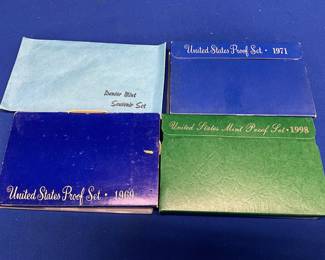 Denver Mint
Souvenir Set
United States Proof Set • 1971
United States Proof Set • 1969
United States Mint Proof Set • 1998